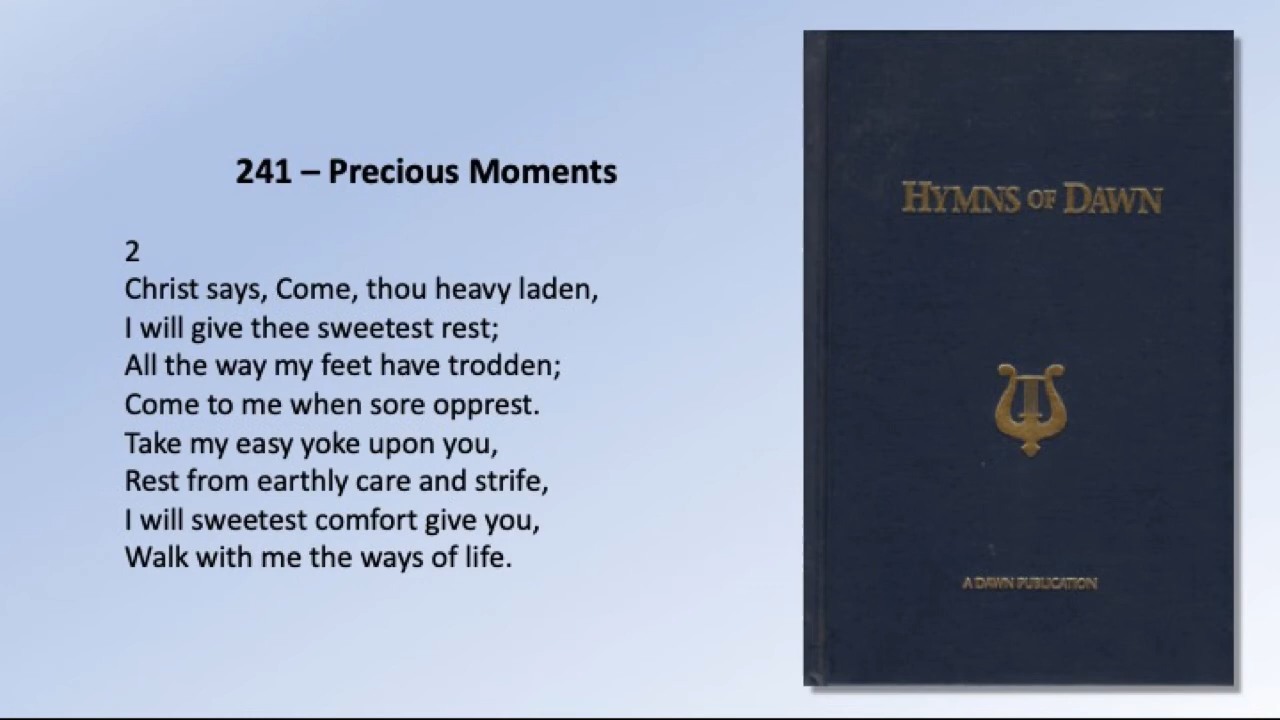 241 – Precious Moments
2
Christ says, Come, thou heavy laden,
I will give thee sweetest rest;
All the way my feet have trodden;
Come to me when sore opprest.
Take my easy yoke upon you,
Rest from earthly care and strife,
I will sweetest comfort give you,
Walk with me the ways of life.
HYMNS OF DAWN
A DAWN PUBLICATION